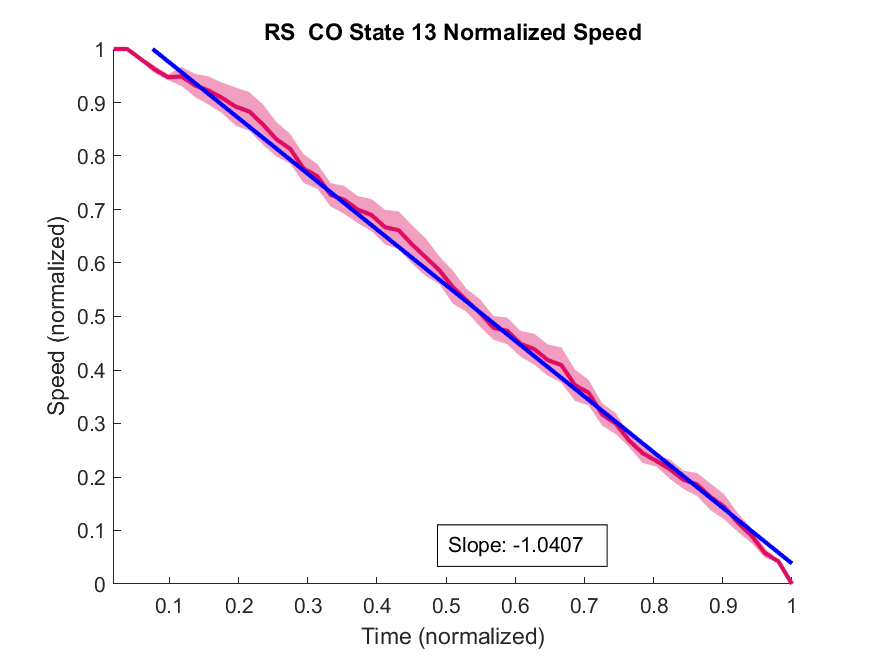 RS  CO State 13 Normalized Speed
1
0.9
0.8
0.7
0.6
0.5
0.4
0.3
0.2
0.1
0
Speed (normalized)
Slope: -1.0407
0.1 0.2 0.3 0.4 0.5 0.6 0.7 0.8 0.9 1
Time (normalized)